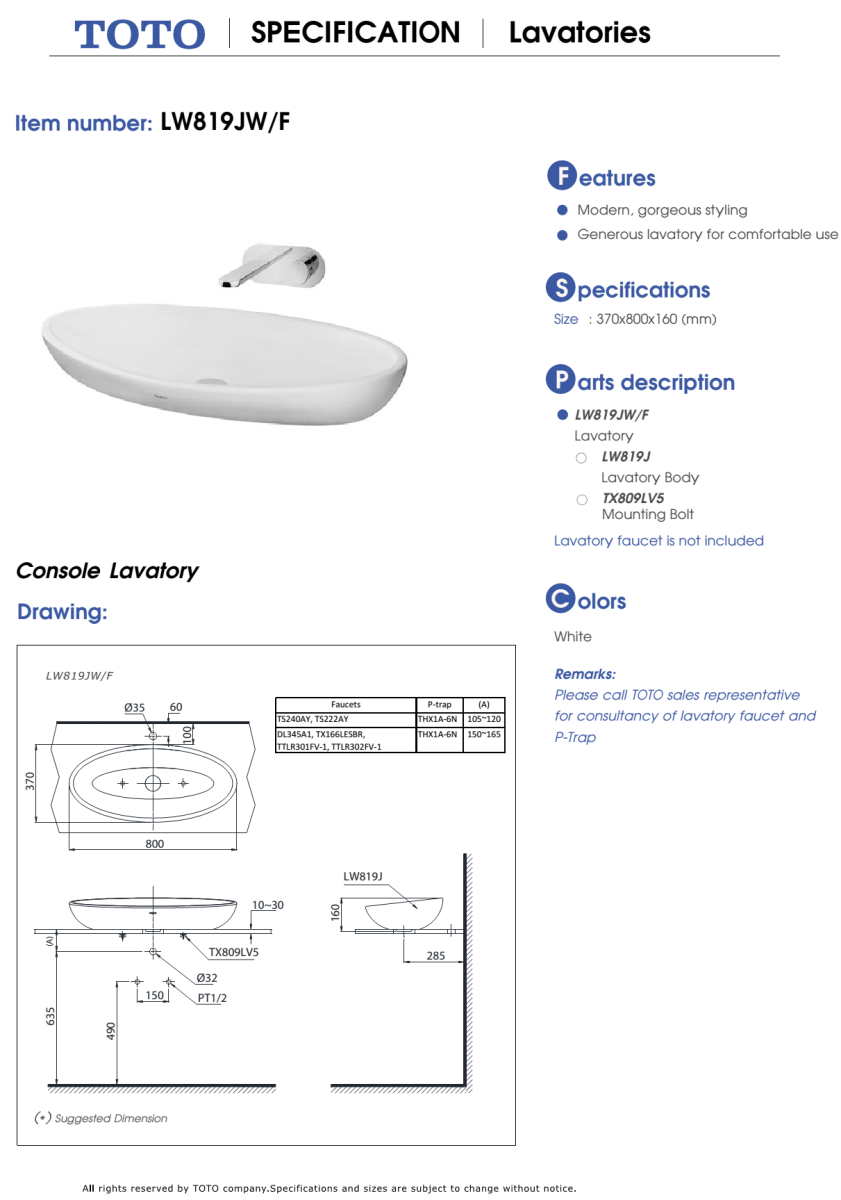 TOTO | SPECIFICATION | Lavatories
Item number: LW819JW/F
Features
Modern, gorgeous styling
Generous lavatory for comfortable use
Specifications
Size : 370x800x160 (mm)
Parts description
LW819JW/F
Lavatory
LW819J
Lavatory Body
TX809LV5
Mounting Bolt
Lavatory faucet is not included
Colors
White
Remarks:
Please call TOTO sales representative
for consultancy of lavatory faucet and
P-Trap
Console Lavatory
Drawing:
LW819JW/F
Faucets P-trap (A)
TS240AY, TS222AY THX1A-6N 105~120
DL345A1, TX166LESBR, THX1A-6N 150~165
TTLR301FV-1, TTLR302FV-1
Ø35
60
100
370
800
10~30
(A)
TX809LV5
Ø32
150
PT1/2
635
490
LW819J
160
285
(*) Suggested Dimension
All rights reserved by TOTO company.Specifications and sizes are subject to change without notice.